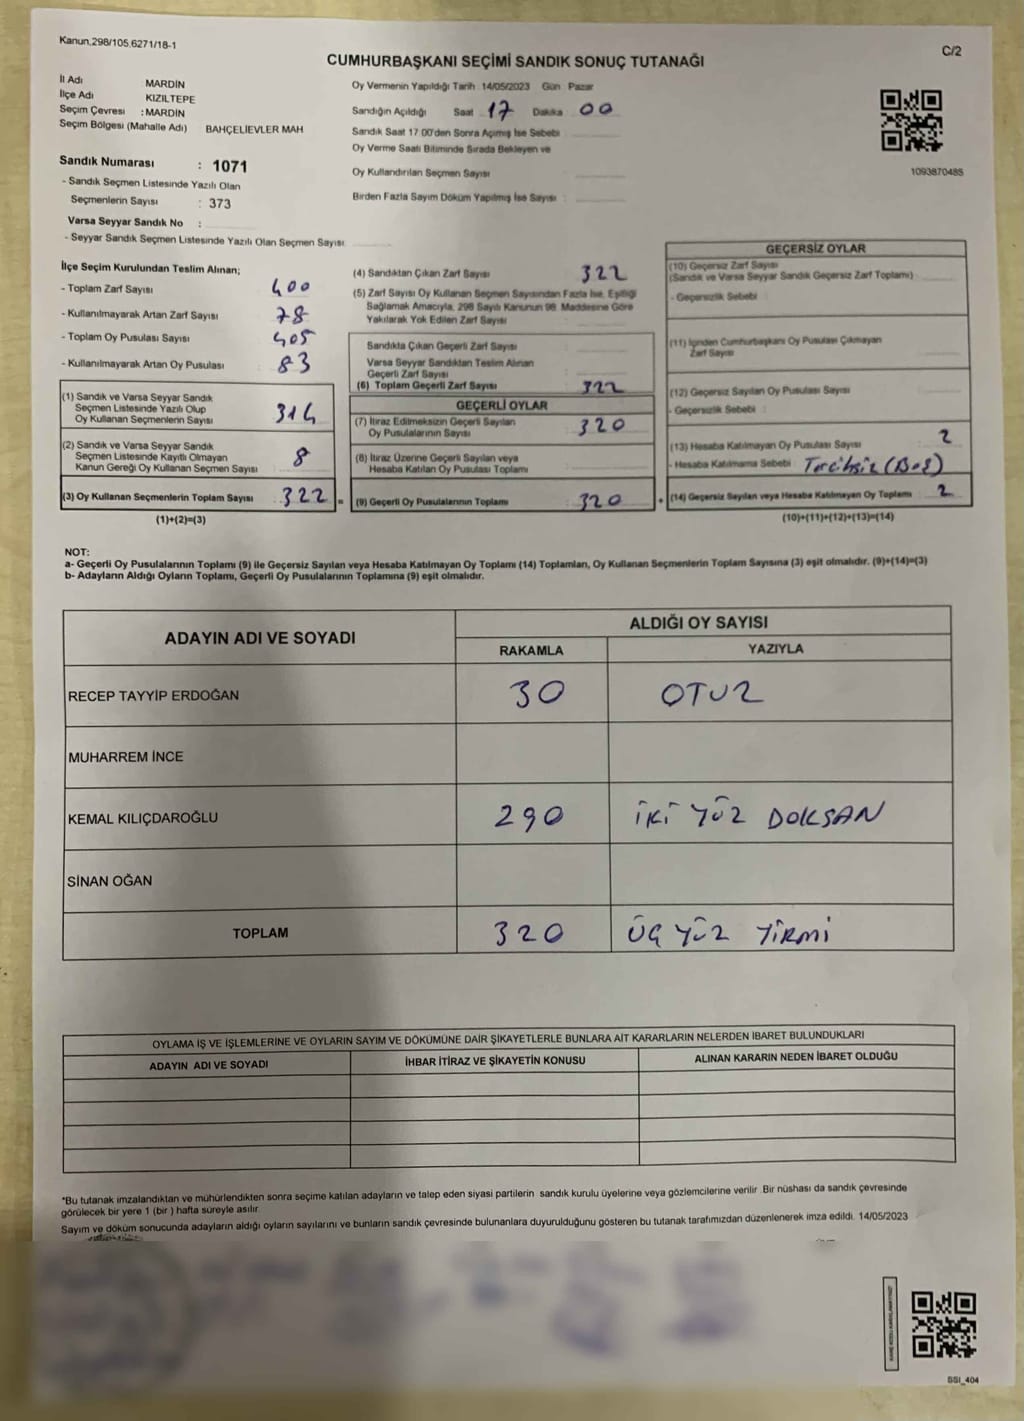 Kanun.298/105.6271/18-1
C/2
CUMHURBAŞKANI SEÇİMİ SANDIK SONUÇ TUTANAĞI
İl Adı MARDİN
İlçe Adı KIZILTEPE
Seçim Çevresi : MARDİN
Seçim Bölgesi (Mahalle Adı) BAHÇELİEVLER MAH
Sandık Numarası : 1071
- Sandık Seçmen Listesinde Yazılı Olan
Seçmenlerin Sayısı : 373
Varsa Seyyar Sandık No :
- Seyyar Sandık Seçmen Listesinde Yazılı Olan Seçmen Sayısı:
Oy Vermenin Yapıldığı Tarih 14/05/2023 Gün Pazar
Sandığın Açıldığı Saat 17 Dakika 00
Sandık Saat 17.00'den Sonra Açımış İse Sebebi
Oy Verme Saati Bitiminde Sırada Bekleyen ve
Oy Kullandırılan Seçmen Sayısı
Birden Fazla Sayım Döküm Yapılmış İse Sayısı :
1093870485
İlçe Seçim Kurulundan Teslim Alınan;
- Toplam Zarf Sayısı 400
- Kullanılmayarak Artan Zarf Sayısı 78
- Toplam Oy Pusulası Sayısı 405
- Kullanılmayarak Artan Oy Pusulası 83
(1) Sandık ve Varsa Seyyar Sandık
Seçmen Listesinde Yazılı Olup
Oy Kullanan Seçmenlerin Sayısı 314
(2) Sandık ve Varsa Seyyar Sandık
Seçmen Listesinde Kayıtlı Olmayan
Kanun Gereği Oy Kullanan Seçmen Sayısı 8
(3) Oy Kullanan Seçmenlerin Toplam Sayısı 322 =
(1)+(2)=(3)
(4) Sandıktan Çıkan Zarf Sayısı 322
(5) Zarf Sayısı Oy Kullanan Seçmen Sayısından Fazla İse, Eşitliği
Sağlamak Amacıyla, 298 Sayılı Kanunun 98. Maddesine Göre
Yakılarak Yok Edilen Zarf Sayısı :
Sandıkta Çıkan Geçerli Zarf Sayısı
Varsa Seyyar Sandıktan Teslim Alınan
Geçerli Zarf Sayısı
(6) Toplam Geçerli Zarf Sayısı 322
GEÇERLİ OYLAR
(7) İtiraz Edilmeksizin Geçerli Sayılan
Oy Pusulalarının Sayısı 320
(8) İtiraz Üzerine Geçerli Sayılan veya
Hesaba Katılan Oy Pusulası Toplamı
(9) Geçerli Oy Pusulalarının Toplamı 320 +
GEÇERSİZ OYLAR
(10) Geçersiz Zarf Sayısı
(Sandık ve Varsa Seyyar Sandık Geçersiz Zarf Toplamı)
- Geçersizlik Sebebi :
(11) İçinden Cumhurbaşkanı Oy Pusulası Çıkmayan
Zarf Sayısı
(12) Geçersiz Sayılan Oy Pusulası Sayısı
- Geçersizlik Sebebi :
(13) Hesaba Katılmayan Oy Pusulası Sayısı 2
- Hesaba Katılmama Sebebi : Tercihsiz (Boş)
(14) Geçersiz Sayılan veya Hesaba Katılmayan Oy Toplamı 2
(10)+(11)+(12)+(13)=(14)
NOT:
a- Geçerli Oy Pusulalarının Toplamı (9) ile Geçersiz Sayılan veya Hesaba Katılmayan Oy Toplamı (14) Toplamları, Oy Kullanan Seçmenlerin Toplam Sayısına (3) eşit olmalıdır. (9)+(14)=(3)
b- Adayların Aldığı Oyların Toplamı, Geçerli Oy Pusulalarının Toplamına (9) eşit olmalıdır.
ADAYIN ADI VE SOYADI
ALDIĞI OY SAYISI
RAKAMLA YAZIYLA
RECEP TAYYİP ERDOĞAN 30 OTUZ
MUHARREM İNCE
KEMAL KILIÇDAROĞLU 290 İKİ YÜZ DOKSAN
SİNAN OĞAN
TOPLAM 320 ÜÇ YÜZ YİRMİ
OYLAMA İŞ VE İŞLEMLERİNE VE OYLARIN SAYIM VE DÖKÜMÜNE DAİR ŞİKAYETLERLE BUNLARA AİT KARARLARIN NELERDEN İBARET BULUNDUKLARI
ADAYIN ADI VE SOYADI İHBAR İTİRAZ VE ŞİKAYETİN KONUSU ALINAN KARARIN NEDEN İBARET OLDUĞU
*Bu tutanak imzalandıktan ve mühürlendikten sonra seçime katılan adayların ve talep eden siyasi partilerin sandık kurulu üyelerine veya gözlemcilerine verilir. Bir nüshası da sandık çevresinde
görülecek bir yere 1 (bir ) hafta süreyle asılır.
Sayım ve döküm sonucunda adayların aldığı oyların sayılarını ve bunların sandık çevresinde bulunanlara duyurulduğunu gösteren bu tutanak tarafımızdan düzenlenerek imza edildi. 14/05/2023
SSI_404